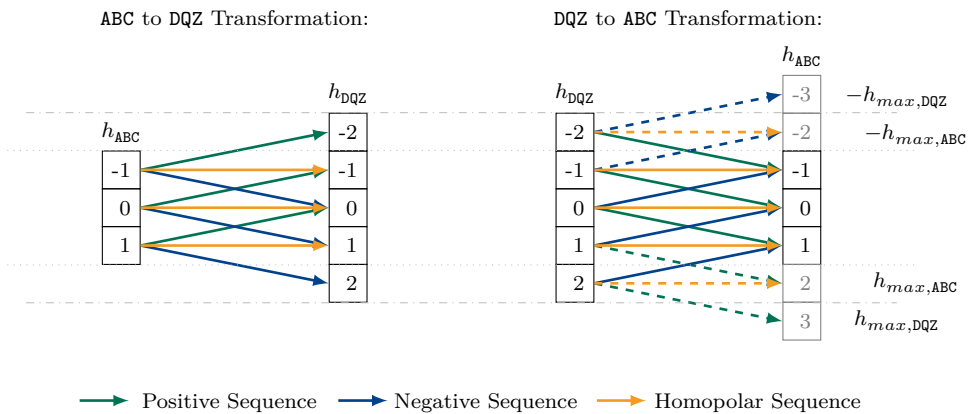 ABC to DQZ Transformation:
DQZ to ABC Transformation:
h_ABC
h_DQZ
-2
-1
-1
0
0
1
1
2
h_DQZ
h_ABC
-3
-2
-2
-1
-1
0
0
1
1
2
2
3
−h_max,DQZ
−h_max,ABC
h_max,ABC
h_max,DQZ
Positive Sequence
Negative Sequence
Homopolar Sequence